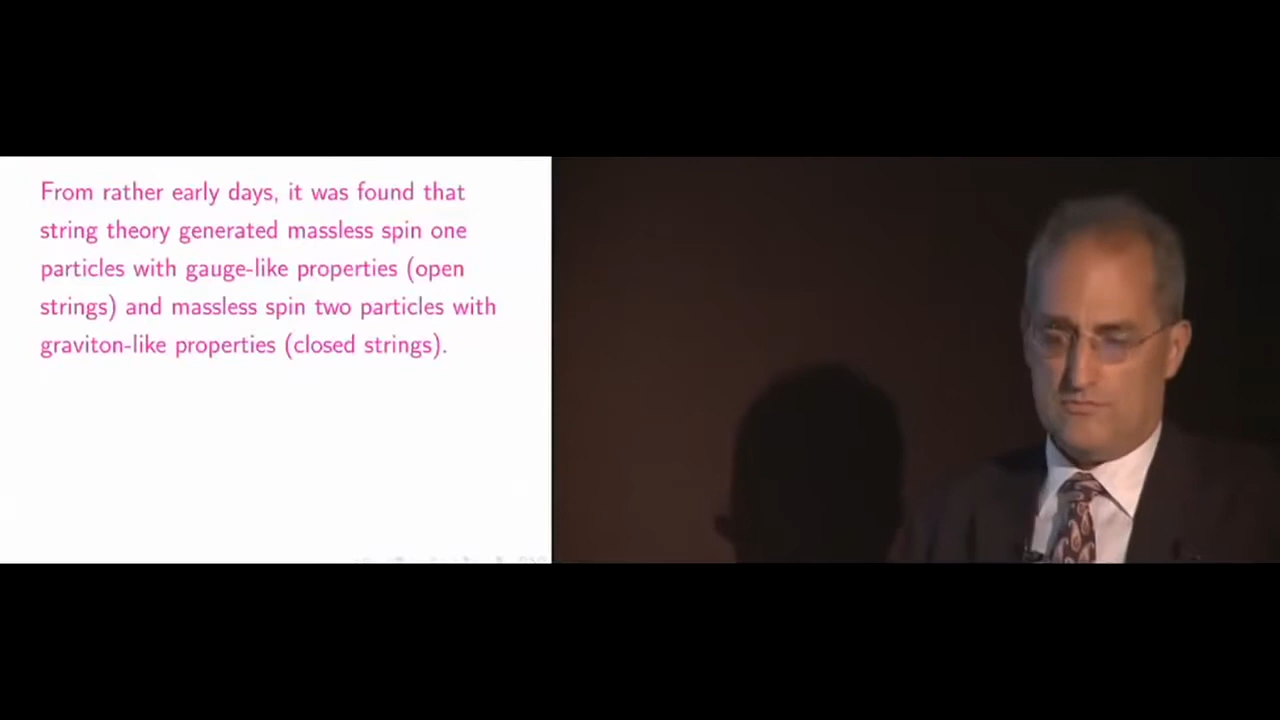 From rather early days, it was found that
string theory generated massless spin one
particles with gauge-like properties (open
strings) and massless spin two particles with
graviton-like properties (closed strings).